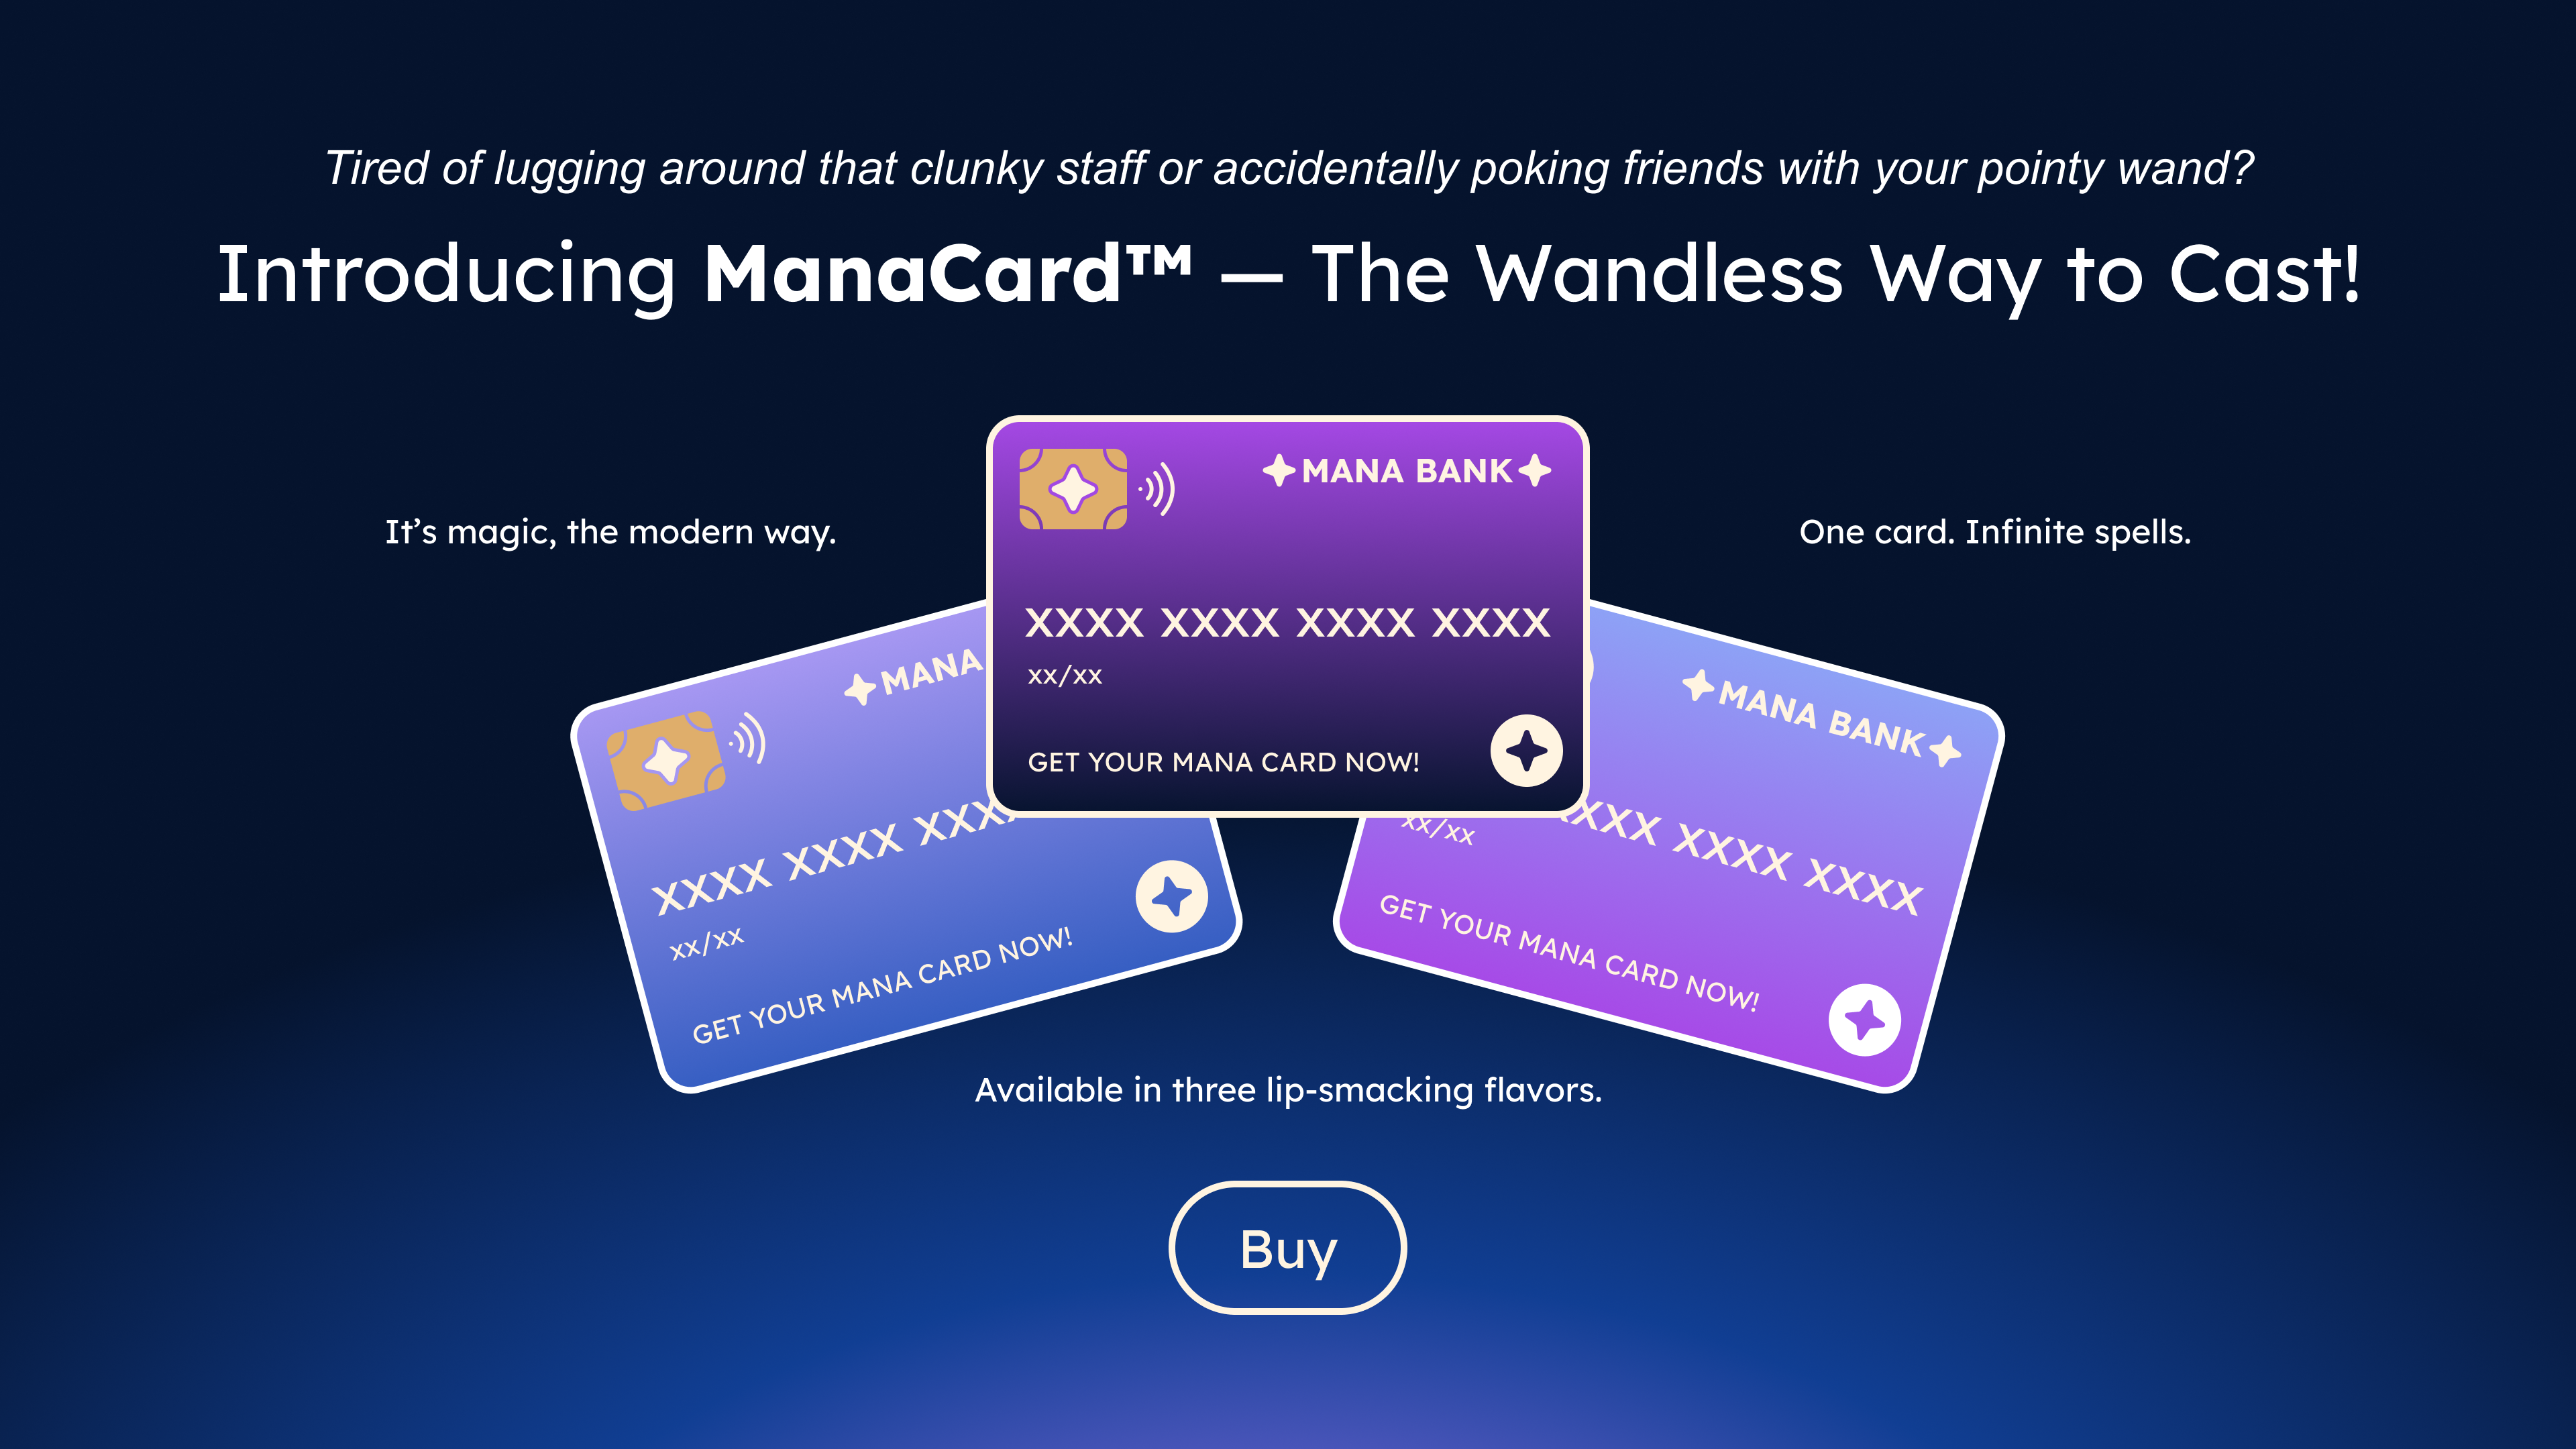 Tired of lugging around that clunky staff or accidentally poking friends with your pointy wand?
Introducing ManaCard™ — The Wandless Way to Cast!
It’s magic, the modern way.
One card. Infinite spells.
MANA BANK
XXXX XXXX XXXX XXXX
xx/xx
GET YOUR MANA CARD NOW!
MANA
XXXX XXXX XXX
xx/xx
GET YOUR MANA CARD NOW!
MANA BANK
XXX XXXX XXXX
xx/xx
GET YOUR MANA CARD NOW!
Available in three lip-smacking flavors.
Buy